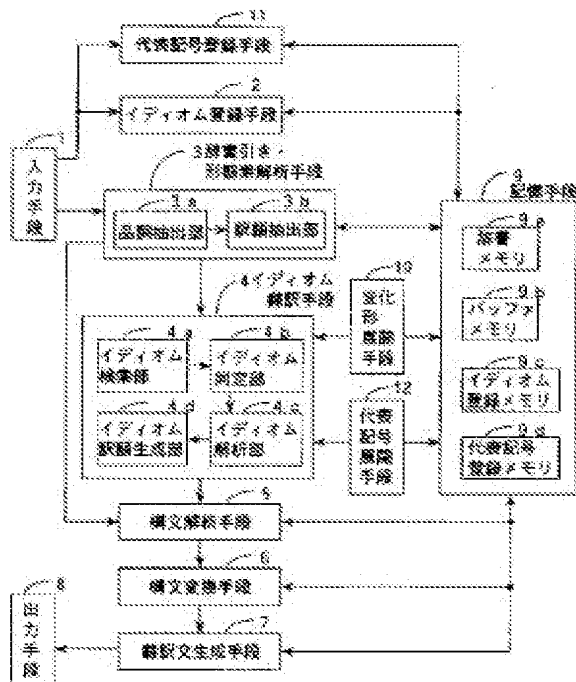 11
代表記号登録手段
2
イディオム登録手段
1
入力手段
3辞書引き・
形態素解析手段
3a
品詞抽出部
3b
訳語抽出部
9
記憶手段
9a
辞書
メモリ
9b
バッファ
メモリ
9c
イディオム
登録メモリ
9d
代表記号
登録メモリ
4イディオム
翻訳手段
4a
イディオム
検索部
4b
イディオム
判定部
4d
イディオム
訳語生成部
4c
イディオム
解析部
10
変化
形
展開
手段
12
代表
記号
展開
手段
5
構文解析手段
6
構文変換手段
7
翻訳文生成手段
8
出力手段